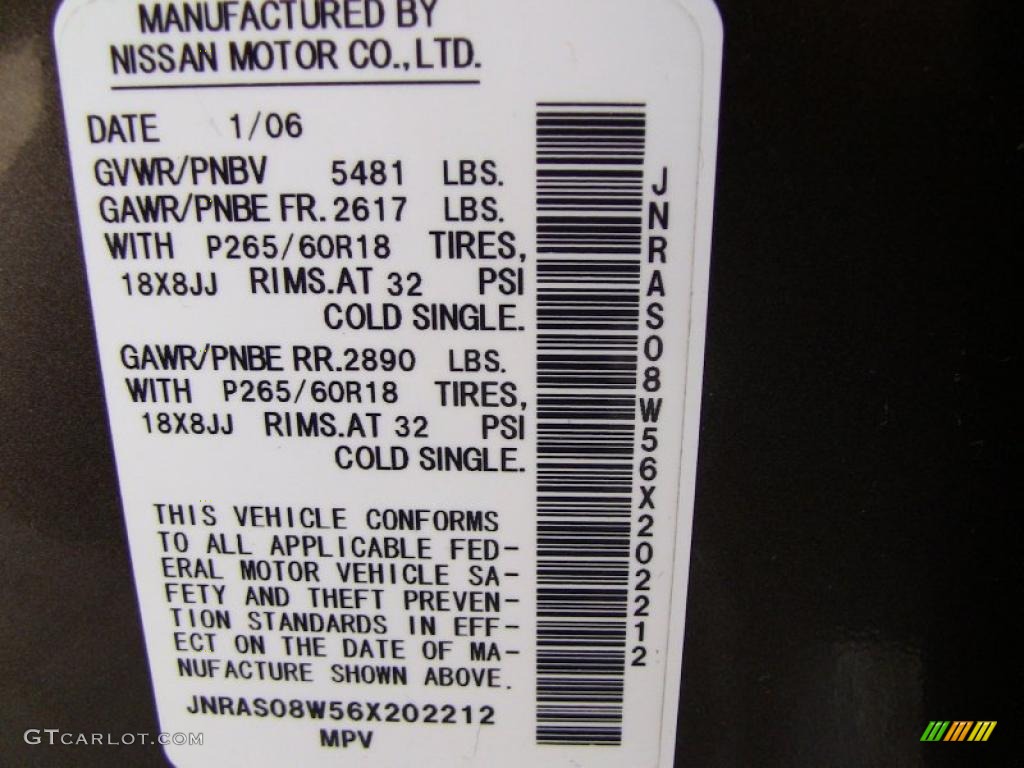 MANUFACTURED BY
NISSAN MOTOR CO.,LTD.
DATE 1/06
GVWR/PNBV 5481 LBS.
GAWR/PNBE FR.2617 LBS.
WITH P265/60R18 TIRES,
18X8JJ RIMS.AT 32 PSI
COLD SINGLE.
GAWR/PNBE RR.2890 LBS.
WITH P265/60R18 TIRES,
18X8JJ RIMS.AT 32 PSI
COLD SINGLE.
THIS VEHICLE CONFORMS
TO ALL APPLICABLE FED-
ERAL MOTOR VEHICLE SA-
FETY AND THEFT PREVEN-
TION STANDARDS IN EFF-
ECT ON THE DATE OF MA-
NUFACTURE SHOWN ABOVE.
JNRAS08W56X202212
MPV
JNRAS08W56X202212
GTCARLOT.COM